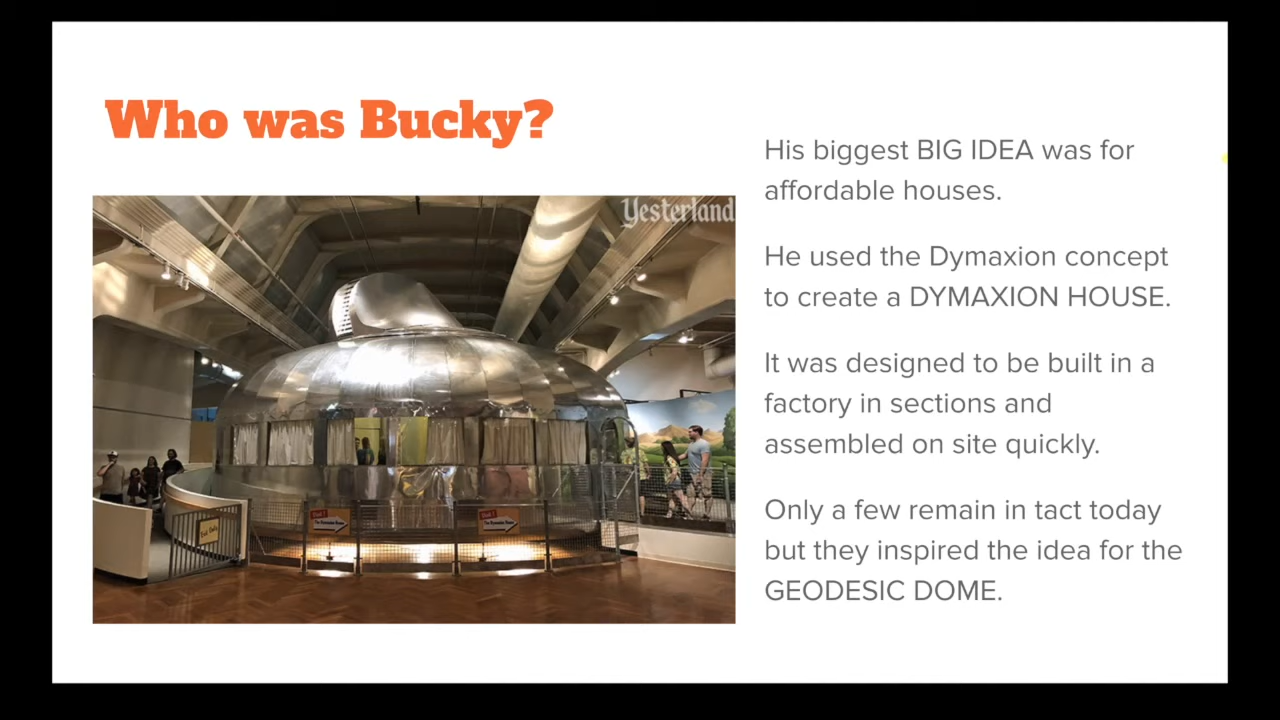 Who was Bucky?
Yesterland
His biggest BIG IDEA was for
affordable houses.
He used the Dymaxion concept
to create a DYMAXION HOUSE.
It was designed to be built in a
factory in sections and
assembled on site quickly.
Only a few remain in tact today
but they inspired the idea for the
GEODESIC DOME.